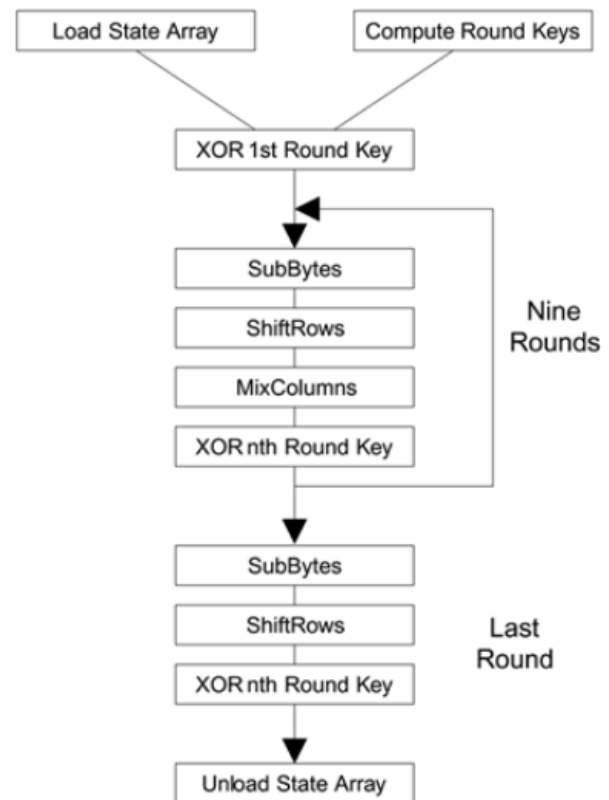 Load State Array
Compute Round Keys
XOR 1st Round Key
SubBytes
ShiftRows
MixColumns
XOR nth Round Key
Nine
Rounds
SubBytes
ShiftRows
XOR nth Round Key
Last
Round
Unload State Array